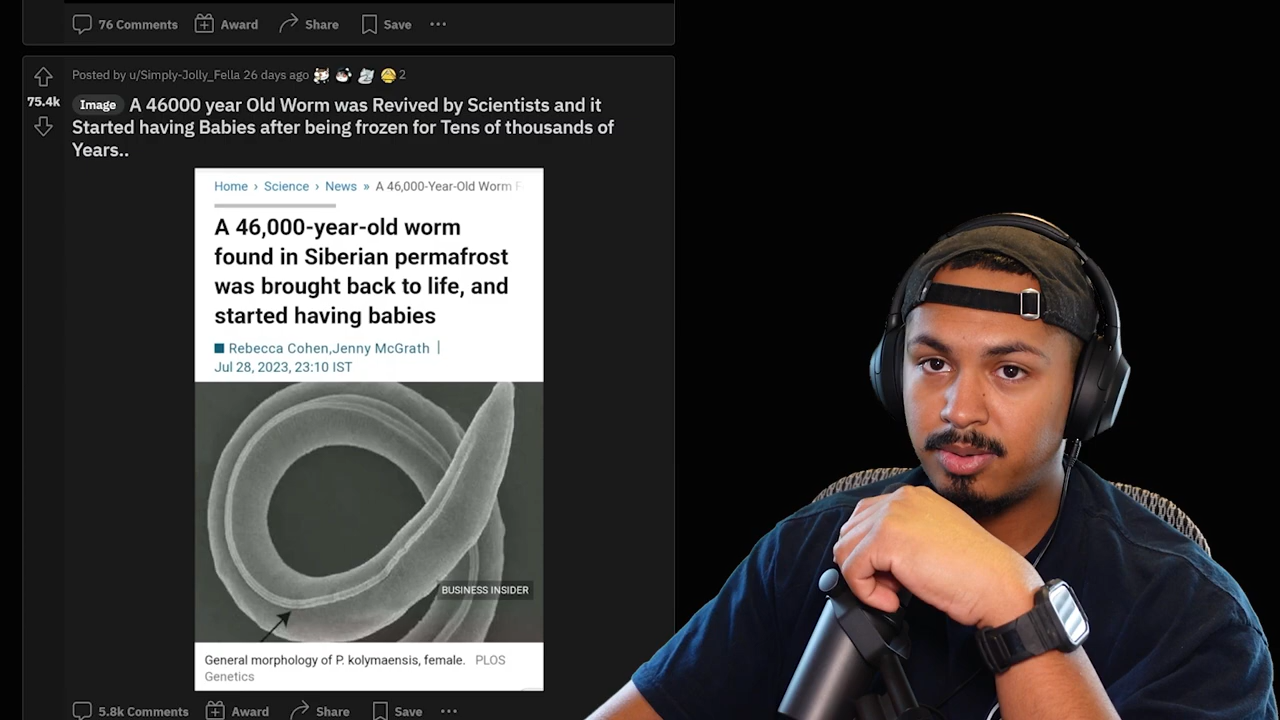 76 Comments Award Share Save
Posted by u/Simply-Jolly_Fella 26 days ago 2
75.4k
Image A 46000 year Old Worm was Revived by Scientists and it
Started having Babies after being frozen for Tens of thousands of
Years..
Home › Science › News » A 46,000-Year-Old Worm F
A 46,000-year-old worm
found in Siberian permafrost
was brought back to life, and
started having babies
Rebecca Cohen,Jenny McGrath |
Jul 28, 2023, 23:10 IST
BUSINESS INSIDER
General morphology of P. kolymaensis, female. PLOS
Genetics
5.8k Comments Award Share Save